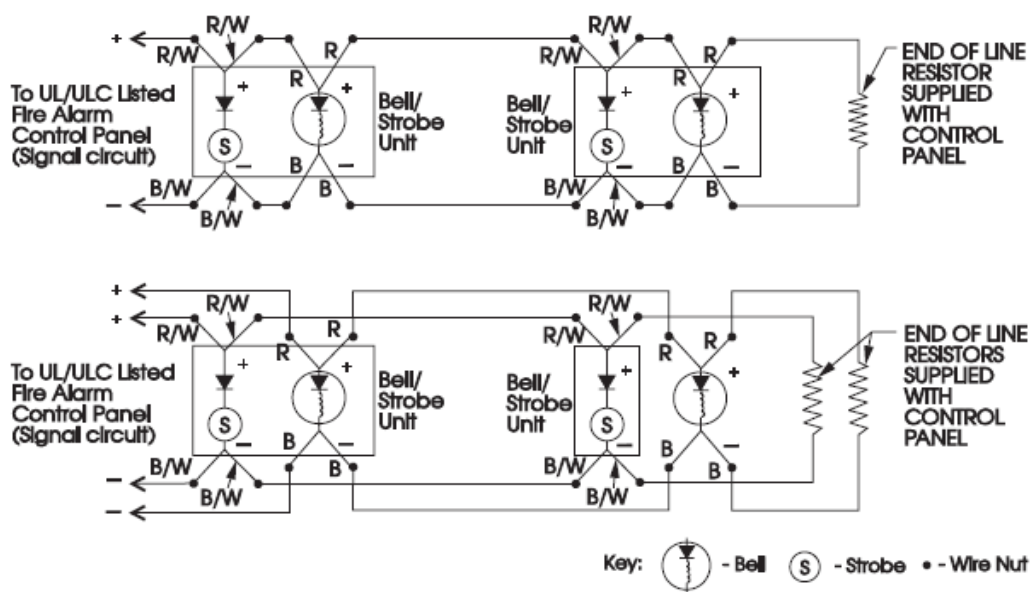 R/W
R/W
+
R/W
R
R/W
R
R
R
END OF LINE
RESISTOR
SUPPLIED
WITH
CONTROL
PANEL
To UL/ULC Listed
Fire Alarm
Control Panel
(Signal circuit)
+
+
Bell/
Strobe
Unit
Bell/
Strobe
Unit
+
+
S
S
−
−
−
−
B/W
B
B
B/W
B
B
−
B/W
B/W
+
R/W
R/W
+
R/W
R
R
R/W
R
R
END OF LINE
RESISTORS
SUPPLIED
WITH
CONTROL
PANEL
To UL/ULC Listed
Fire Alarm
Control Panel
(Signal circuit)
+
+
Bell/
Strobe
Unit
Bell/
Strobe
Unit
+
+
S
S
−
−
−
−
B/W
B
B
B/W
B
B
−
B/W
B/W
−
Key:
- Bell
S
- Strobe
- Wire Nut